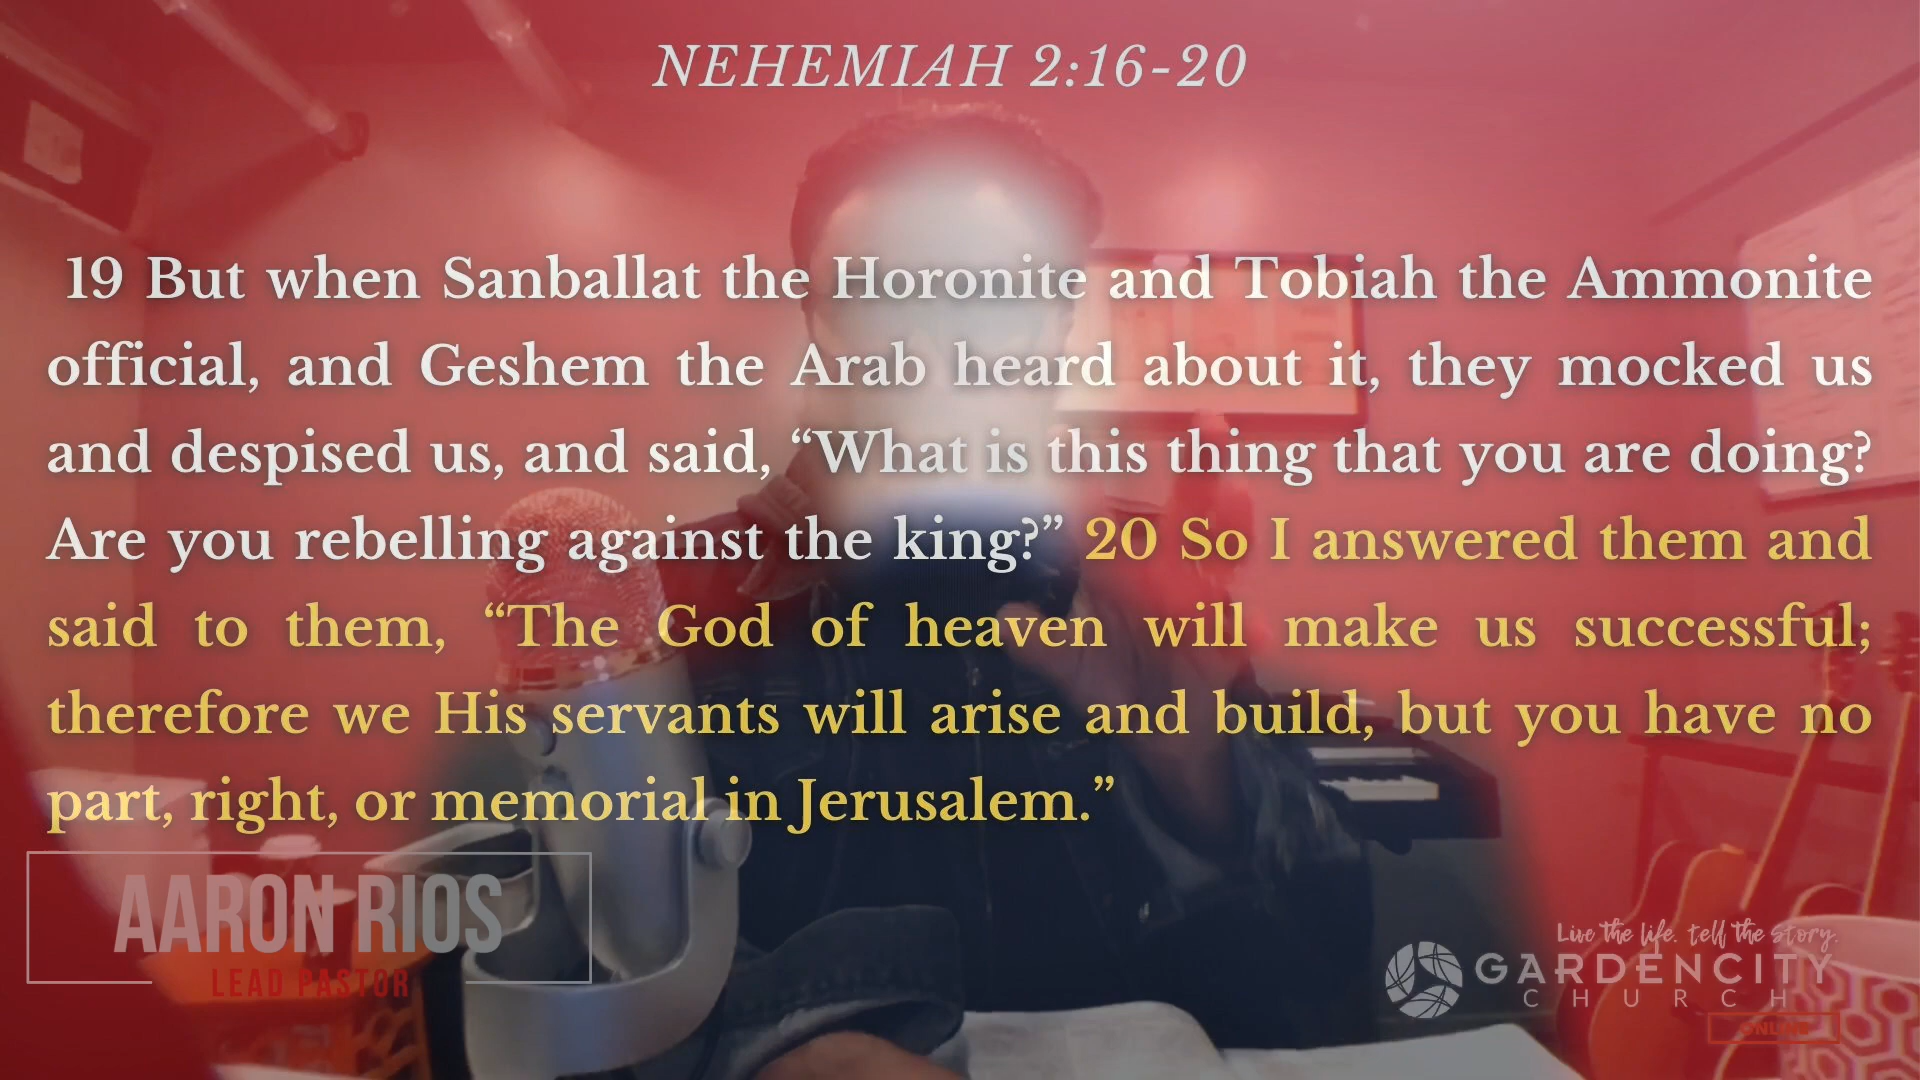 NEHEMIAH 2:16-20
19 But when Sanballat the Horonite and Tobiah the Ammonite
official, and Geshem the Arab heard about it, they mocked us
and despised us, and said, “What is this thing that you are doing?
Are you rebelling against the king?” 20 So I answered them and
said to them, “The God of heaven will make us successful;
therefore we His servants will arise and build, but you have no
part, right, or memorial in Jerusalem.”
AARON RIOS
LEAD PASTOR
Live the life. tell the story.
GARDENCITY
CHURCH
ONLINE